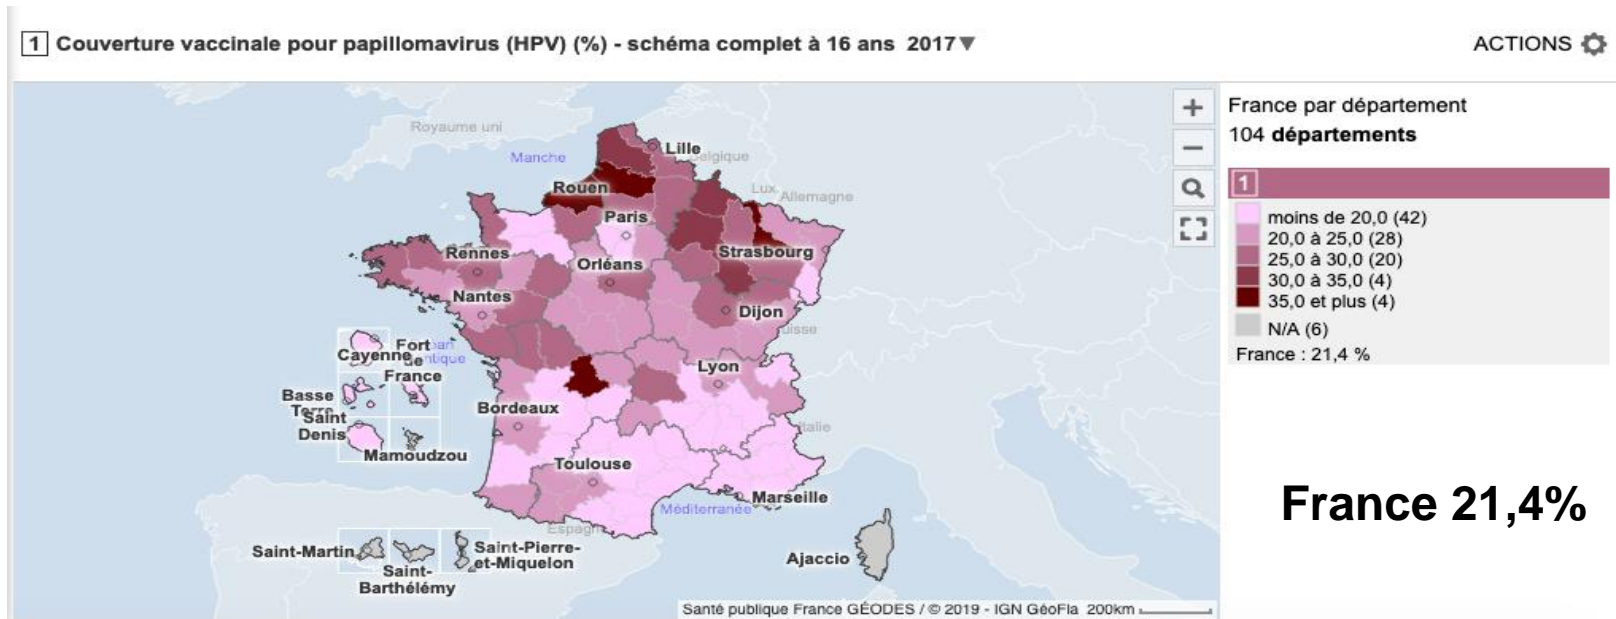 1 Couverture vaccinale pour papillomavirus (HPV) (%) - schéma complet à 16 ans 2017▼
ACTIONS
Royaume uni
Manche
Lille
Belgique
Rouen
Lux
Allemagne
Paris
Rennes
Strasbourg
Orléans
Nantes
Dijon
Suisse
Cayenne
Fort de France
Lyon
Basse Terre
Bordeaux
Saint Denis
Italie
Mamoudzou
Toulouse
Marseille
Méditerranée
Espagne
Saint-Martin
Saint-Barthélémy
Saint-Pierre-et-Miquelon
Ajaccio
Santé publique France GÉODES / © 2019 - IGN GéoFla 200km
+
−
France par département
104 départements
1
moins de 20,0 (42)
20,0 à 25,0 (28)
25,0 à 30,0 (20)
30,0 à 35,0 (4)
35,0 et plus (4)
N/A (6)
France : 21,4 %
France 21,4%